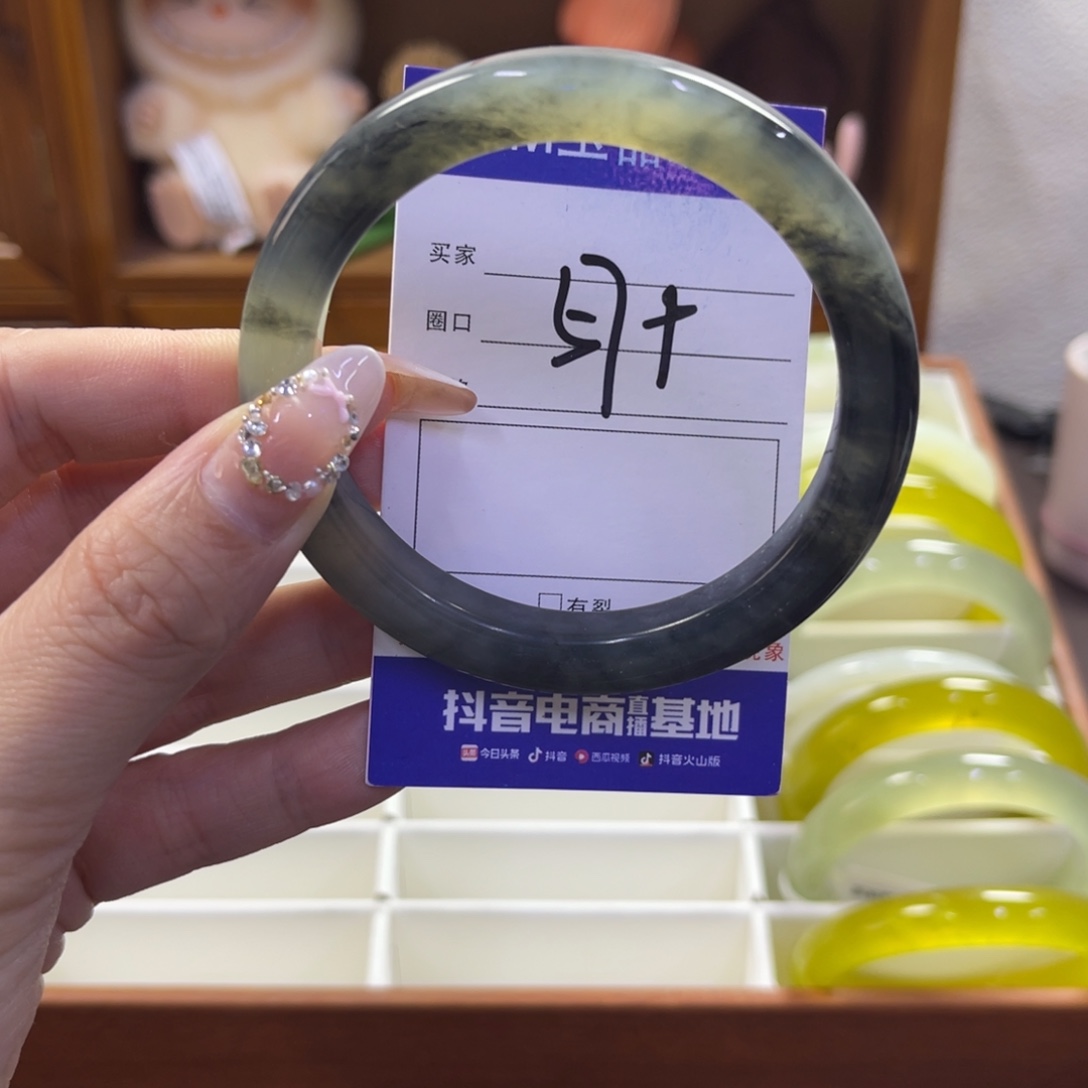 买家
圈口
有裂
象
抖音电商直播基地
今日头条 抖音 西瓜视频 抖音火山版